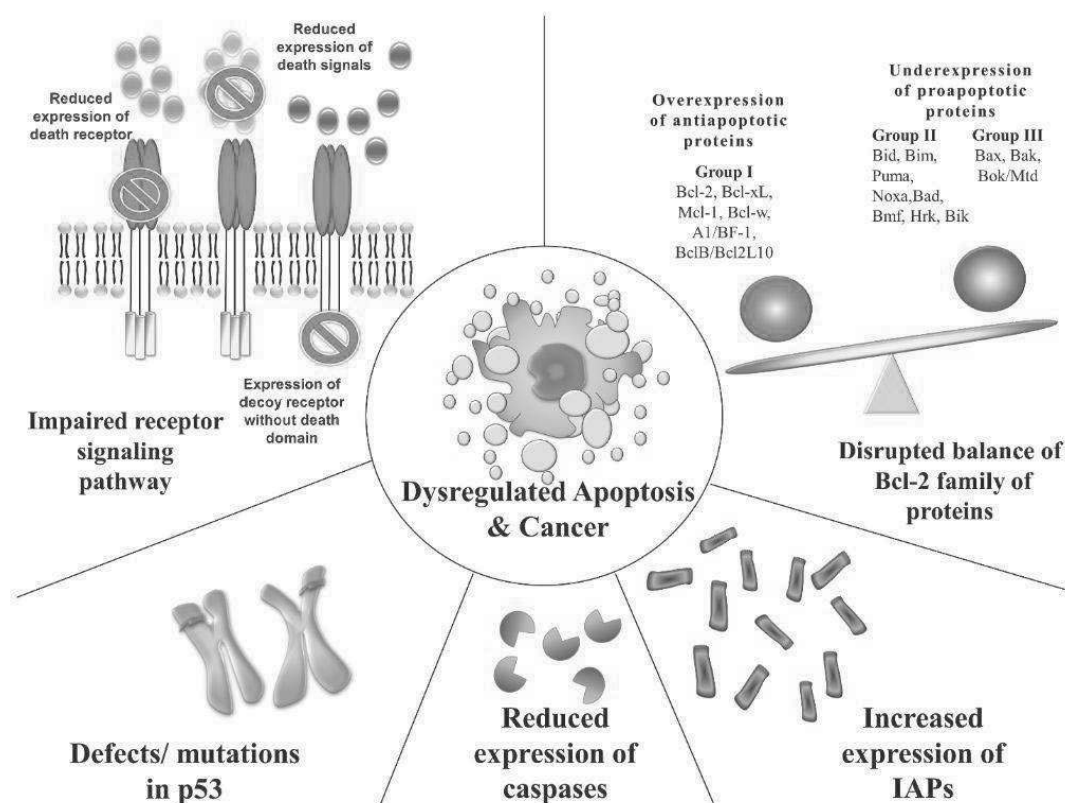 Reduced
expression of
death signals
Reduced
expression of
death receptor
Expression of
decoy receptor
without death
domain
Impaired receptor
signaling
pathway
Overexpression
of antiapoptotic
proteins
Group I
Bcl-2, Bcl-xL,
Mcl-1, Bcl-w,
A1/BF-1,
BclB/Bcl2L10
Underexpression
of proapoptotic
proteins
Group II
Bid, Bim,
Puma,
Noxa,Bad,
Bmf, Hrk, Bik
Group III
Bax, Bak,
Bok/Mtd
Disrupted balance of
Bcl-2 family of
proteins
Dysregulated Apoptosis
& Cancer
Defects/ mutations
in p53
Reduced
expression of
caspases
Increased
expression of
IAPs